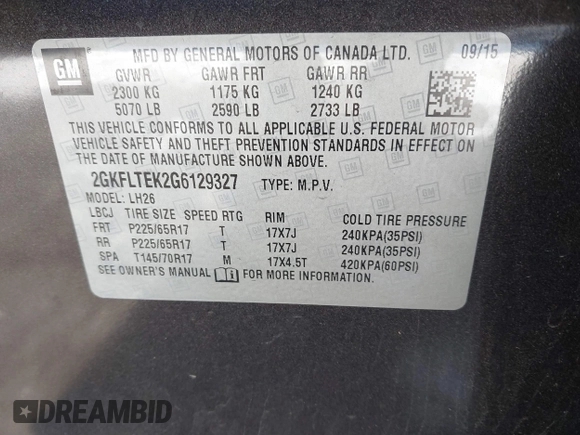 GM MFD BY GENERAL MOTORS OF CANADA LTD. 09/15
GVWR GAWR FRT GAWR RR
2300 KG 1175 KG 1240 KG
5070 LB 2590 LB 2733 LB
THIS VEHICLE CONFORMS TO ALL APPLICABLE U.S. FEDERAL MOTOR
VEHICLE SAFETY AND THEFT PREVENTION STANDARDS IN EFFECT ON
THE DATE OF MANUFACTURE SHOWN ABOVE.
2GKFLTEK2G6129327 TYPE: M.P.V.
MODEL: LH26
LBCJ TIRE SIZE SPEED RTG RIM COLD TIRE PRESSURE
FRT P225/65R17 T 17X7J 240KPA(35PSI)
RR P225/65R17 T 17X7J 240KPA(35PSI)
SPA T145/70R17 M 17X4.5T 420KPA(60PSI)
SEE OWNER'S MANUAL FOR MORE INFORMATION.
DREAMBID